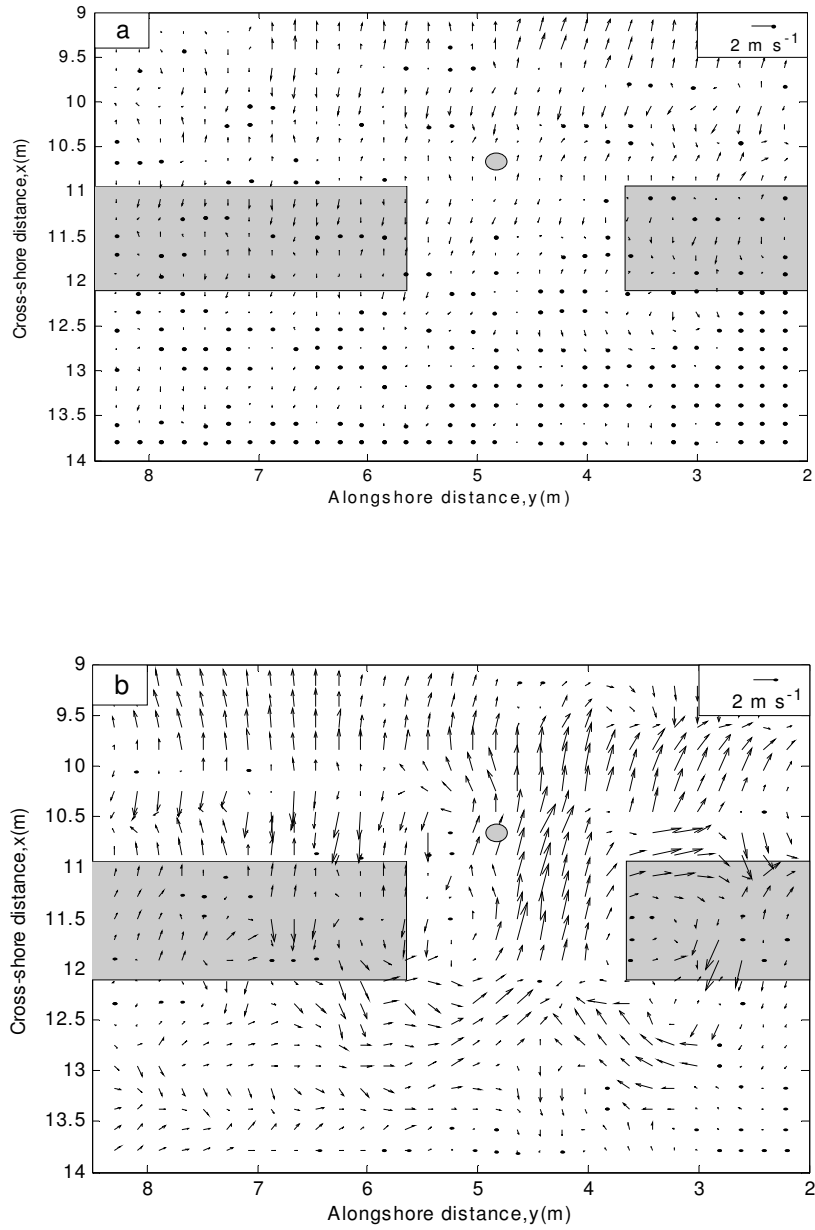 a
2 m s-1
9
9.5
10
10.5
11
11.5
12
12.5
13
13.5
14
Cross-shore distance,x(m)
8 7 6 5 4 3 2
Alongshore distance,y(m)
b
2 m s-1
9
9.5
10
10.5
11
11.5
12
12.5
13
13.5
14
Cross-shore distance,x(m)
8 7 6 5 4 3 2
Alongshore distance,y(m)